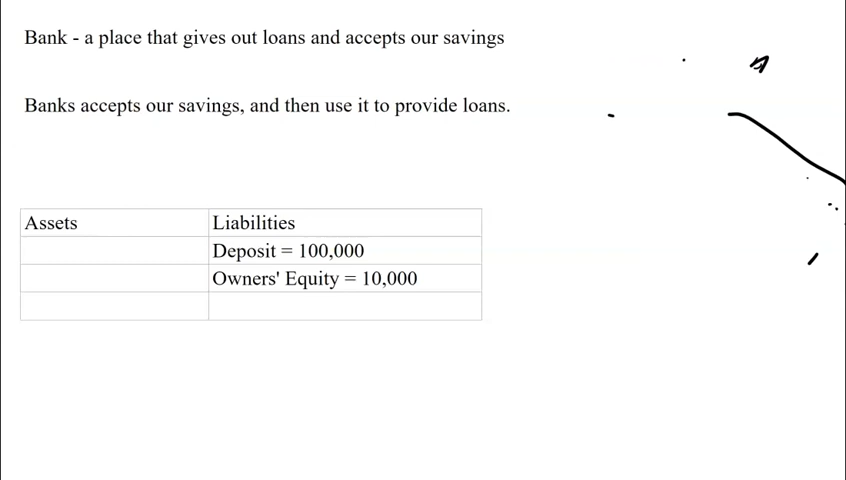 Bank - a place that gives out loans and accepts our savings
Banks accepts our savings, and then use it to provide loans.
Assets Liabilities
Deposit = 100,000
Owners' Equity = 10,000